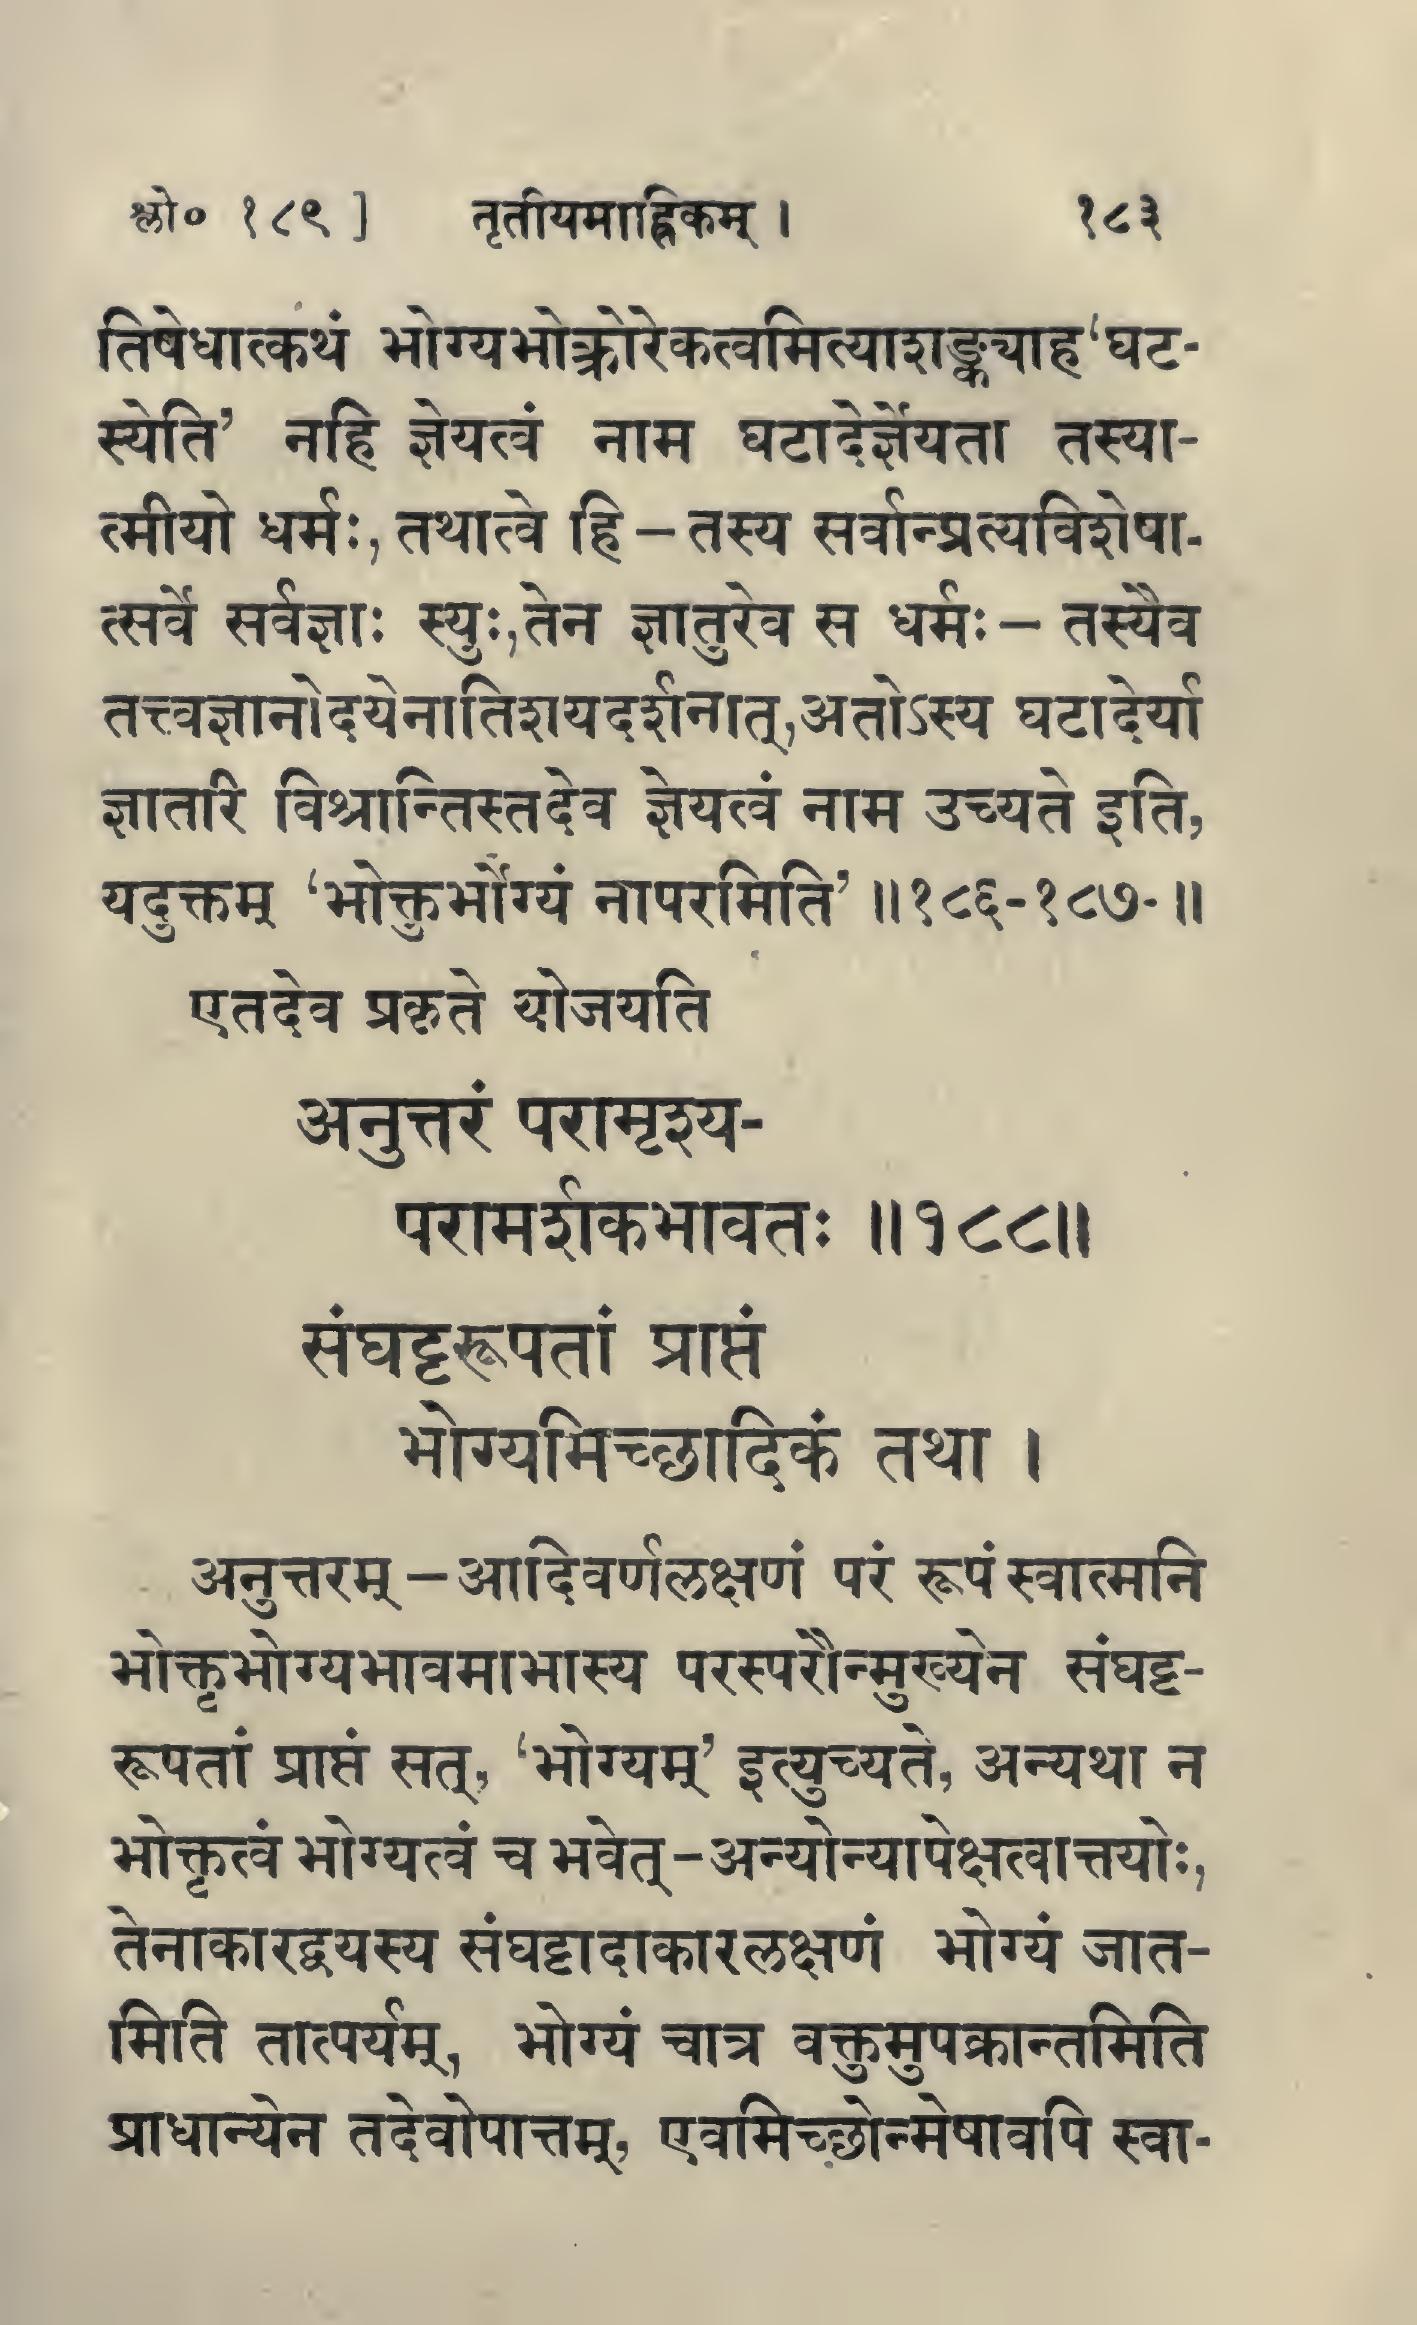 श्लो० १८९ ] तृतीयमाह्निकम् । १८३
तिषेधात्कथं भोग्यभोक्त्रोरेकत्वमित्याशङ्क्याह‘घट-
स्येति’ नहि ज्ञेयत्वं नाम घटादेर्ज्ञेयता तस्या-
त्मीयो धर्मः, तथात्वे हि – तस्य सर्वान्प्रत्यविशेषा-
त्सर्वे सर्वज्ञाः स्युः,तेन ज्ञातुरेव स धर्मः – तस्यैव
तत्त्वज्ञानोदयेनातिशयदर्शनात्,अतोऽस्य घटादेर्या
ज्ञातरि विश्रान्तिस्तदेव ज्ञेयत्वं नाम उच्यते इति,
यदुक्तम् ‘भोक्तुर्भोग्यं नापरमिति’ ॥१८६-१८७-॥
एतदेव प्रकृते योजयति
अनुत्तरं परामृश्य-
परामर्शकभावतः ॥१८८॥
संघट्टरूपतां प्राप्तं
भोग्यमिच्छादिकं तथा ।
अनुत्तरम् – आदिवर्णलक्षणं परं रूपं स्वात्मनि
भोक्तृभोग्यभावमाभास्य परस्परौन्मुख्येन संघट्ट-
रूपतां प्राप्तं सत्, ‘भोग्यम्’ इत्युच्यते, अन्यथा न
भोक्तृत्वं भोग्यत्वं च भवेत् – अन्योन्यापेक्षत्वात्तयोः,
तेनाकारद्वयस्य संघट्टादाकारलक्षणं भोग्यं जात-
मिति तात्पर्यम्, भोग्यं चात्र वक्तुमुपक्रान्तमिति
प्राधान्येन तदेवोपात्तम्, एवमिच्छोन्मेषावपि स्वा-